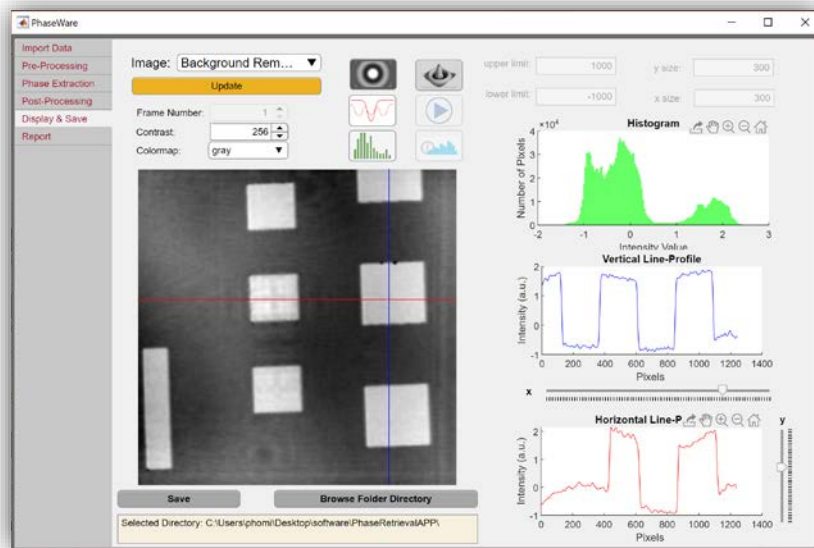 PhaseWare
Import Data
Pre-Processing
Phase Extraction
Post-Processing
Display & Save
Report
Image: Background Rem...
Update
Frame Number: 1
Contrast: 256
Colormap: gray
upper limit: 1000 y size: 300
lower limit: -1000 x size: 300
×10⁴ Histogram
Number of Pixels
4
3
2
1
0
-2 -1 0 1 2 3
Intensity Value
Vertical Line-Profile
Intensity (a.u.)
2
1
0
-1
0 200 400 600 800 1000 1200 1400
Pixels
x
Horizontal Line-P
y
Intensity (a.u.)
2
1
0
-1
0 200 400 600 800 1000 1200 1400
Pixels
Save
Browse Folder Directory
Selected Directory: C:\Users\phomi\Desktop\software\PhaseRetrievalAPP\